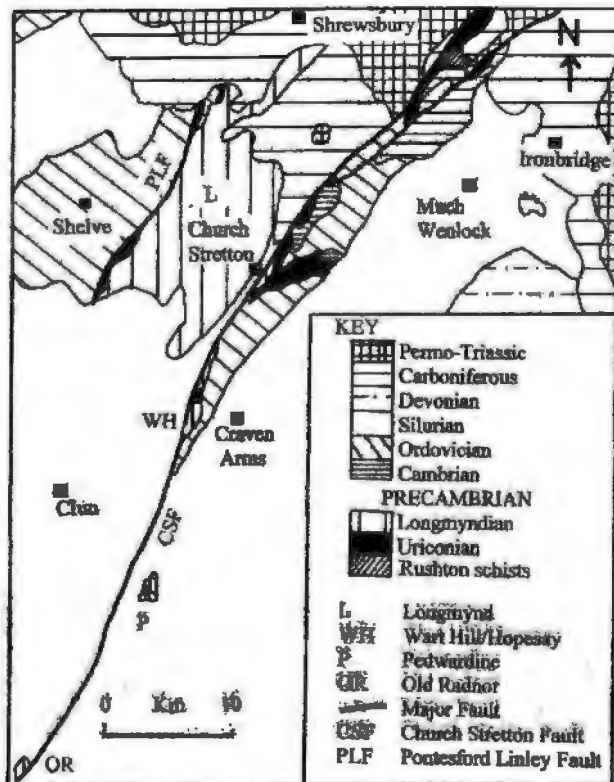 Shrewsbury
N
PLF
Ironbridge
Shelve
L
Church
Stretton
Much
Wenlock
WH
Craven
Arms
Clun
CSF
P
0 Km 10
OR
KEY
Permo-Triassic
Carboniferous
Devonian
Silurian
Ordovician
Cambrian
PRECAMBRIAN
Longmyndian
Uriconian
Rushton schists
L Longmynd
WH Wart Hill/Hopesay
P Pedwardine
OR Old Radnor
Major Fault
CSF Church Stretton Fault
PLF Pontesford Linley Fault